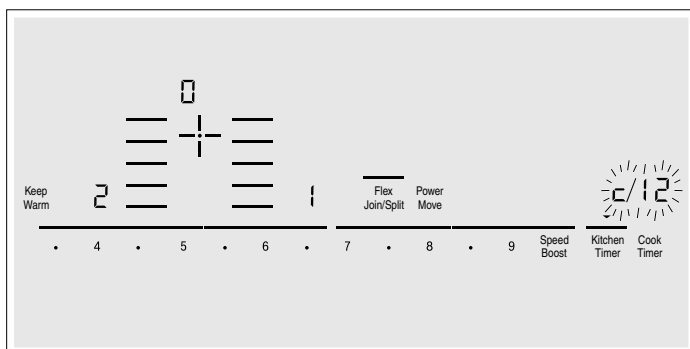 0
Keep
Warm
2
1
Flex
Join/Split
Power
Move
c/12
. 4 . 5 . 6 . 7 . 8 . 9
Speed
Boost
Kitchen
Timer
Cook
Timer